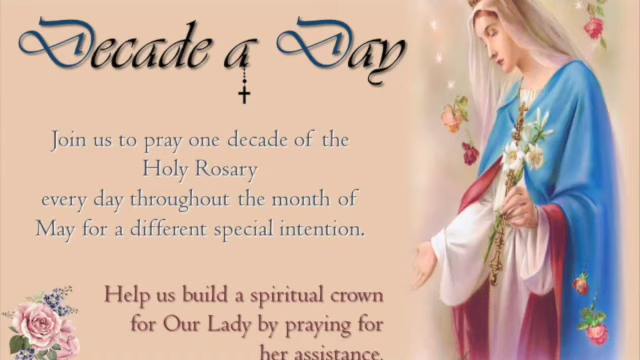 Decade a Day
Join us to pray one decade of the
Holy Rosary
every day throughout the month of
May for a different special intention.
Help us build a spiritual crown
for Our Lady by praying for
her assistance.